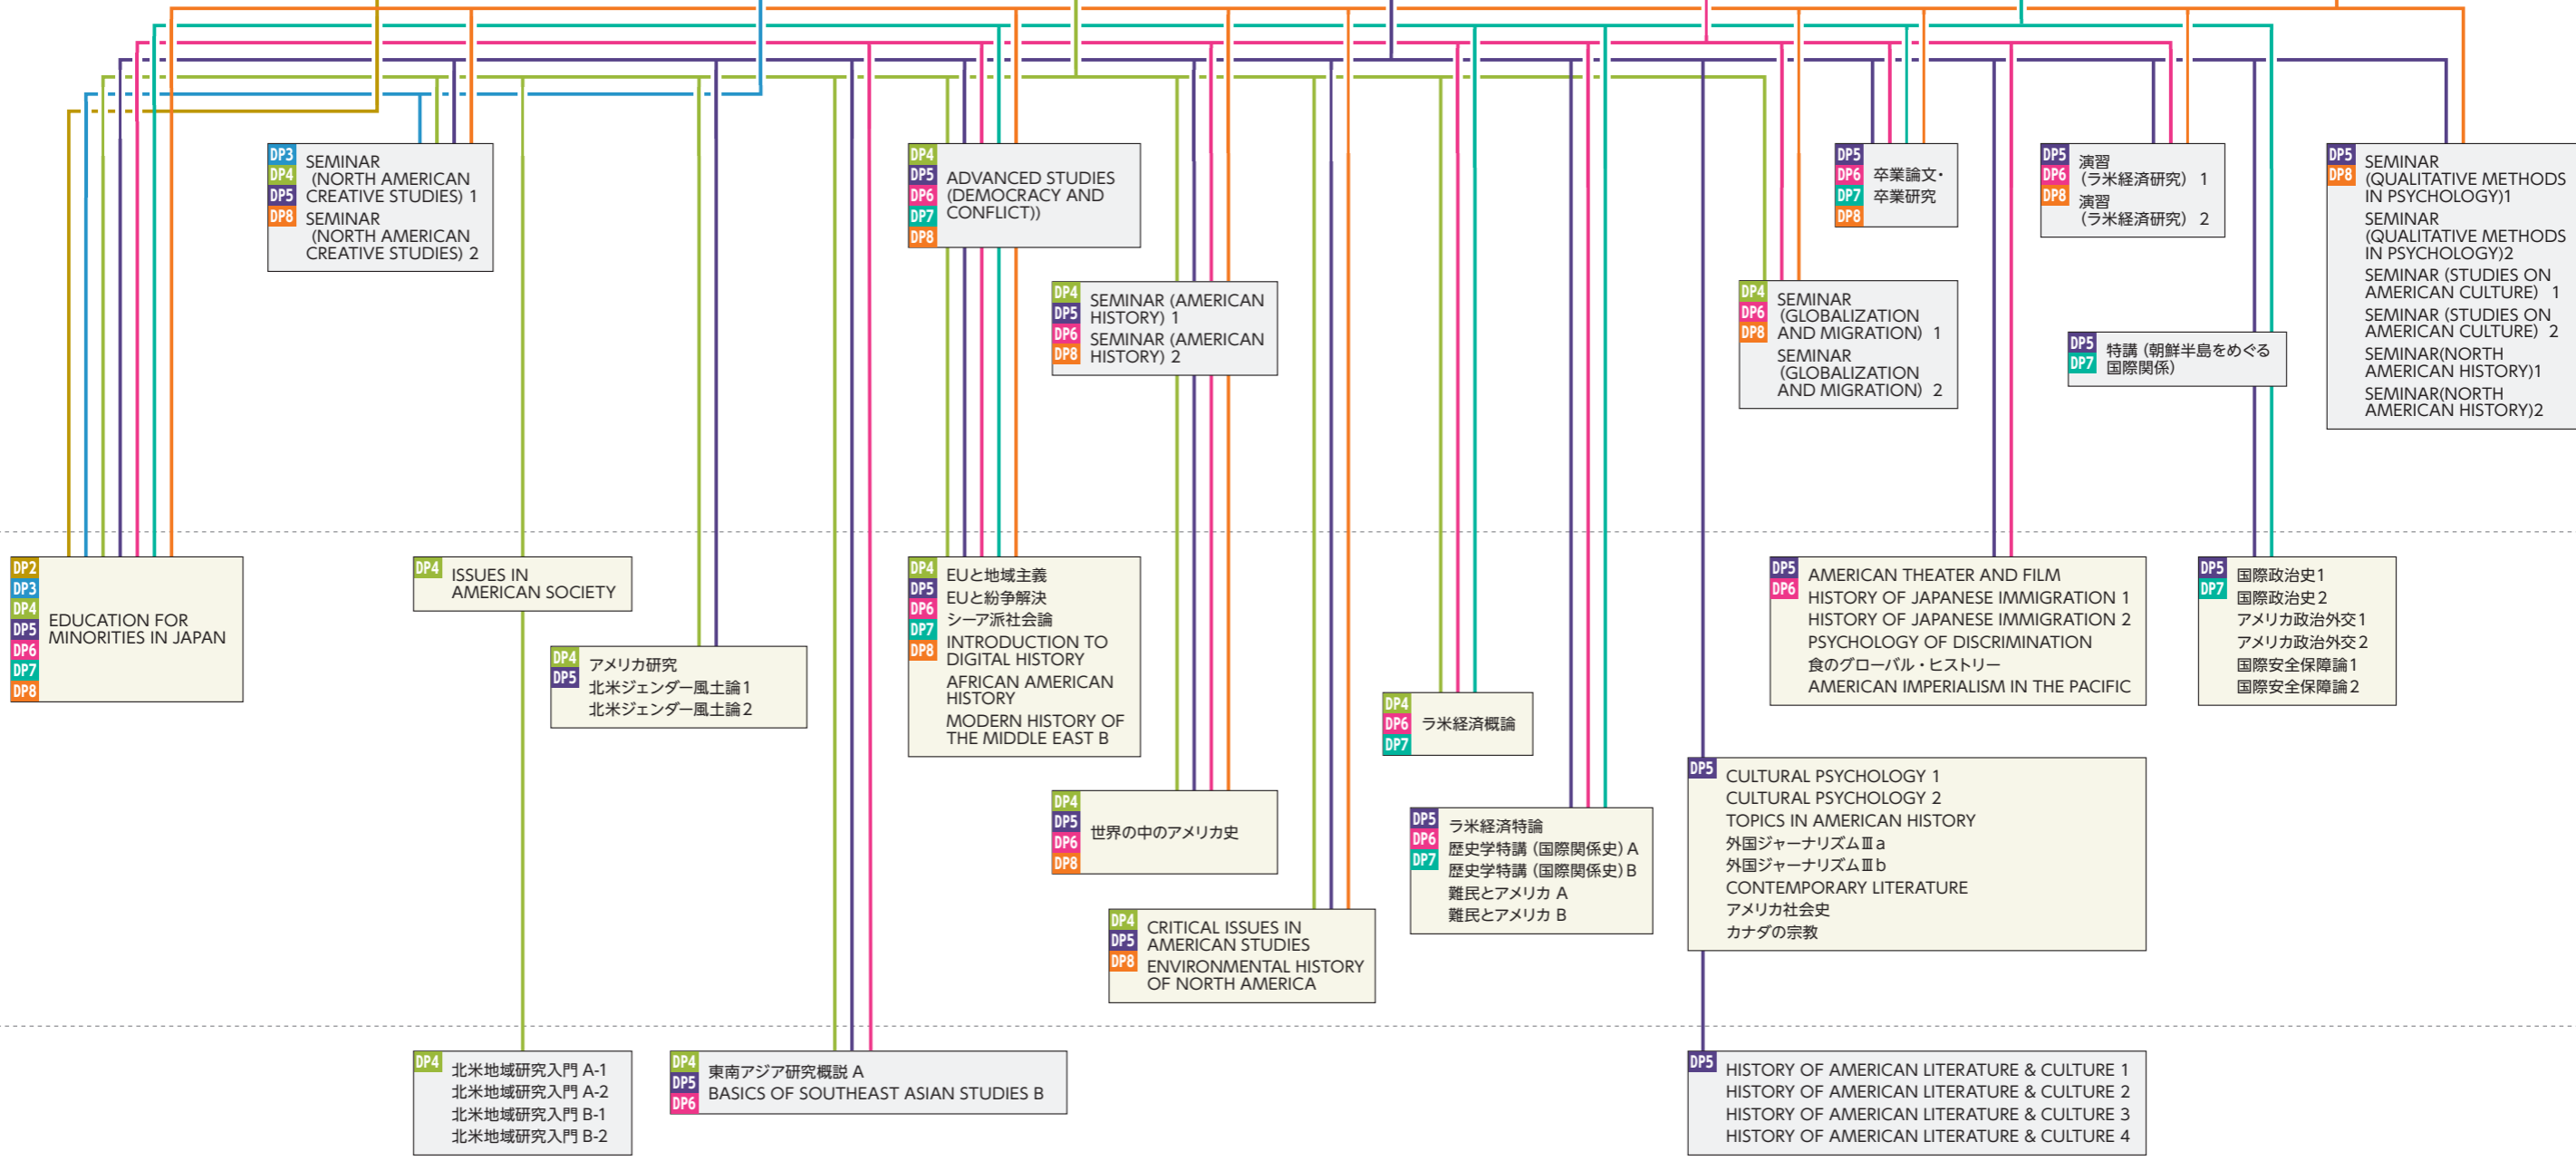 DP3
DP4
DP5
DP8
SEMINAR
(NORTH AMERICAN
CREATIVE STUDIES) 1
SEMINAR
(NORTH AMERICAN
CREATIVE STUDIES) 2
DP4
DP5
DP6
DP7
DP8
ADVANCED STUDIES
(DEMOCRACY AND
CONFLICT))
DP4
DP5
DP6
DP8
SEMINAR (AMERICAN
HISTORY) 1
SEMINAR (AMERICAN
HISTORY) 2
DP5
DP6
DP7
DP8
卒業論文・
卒業研究
DP4
DP6
DP8
SEMINAR
(GLOBALIZATION
AND MIGRATION) 1
SEMINAR
(GLOBALIZATION
AND MIGRATION) 2
DP5
DP6
DP8
演習
(ラ米経済研究) 1
演習
(ラ米経済研究) 2
DP5
DP7
特講(朝鮮半島をめぐる
国際関係)
DP5
DP8
SEMINAR
(QUALITATIVE METHODS
IN PSYCHOLOGY)1
SEMINAR
(QUALITATIVE METHODS
IN PSYCHOLOGY)2
SEMINAR (STUDIES ON
AMERICAN CULTURE) 1
SEMINAR (STUDIES ON
AMERICAN CULTURE) 2
SEMINAR(NORTH
AMERICAN HISTORY)1
SEMINAR(NORTH
AMERICAN HISTORY)2
DP2
DP3
DP4
DP5
DP6
DP7
DP8
EDUCATION FOR
MINORITIES IN JAPAN
DP4
ISSUES IN
AMERICAN SOCIETY
DP4
DP5
アメリカ研究
北米ジェンダー風土論1
北米ジェンダー風土論2
DP4
DP5
DP6
DP7
DP8
EUと地域主義
EUと紛争解決
シーア派社会論
INTRODUCTION TO
DIGITAL HISTORY
AFRICAN AMERICAN
HISTORY
MODERN HISTORY OF
THE MIDDLE EAST B
DP4
DP5
DP6
DP8
世界の中のアメリカ史
DP4
DP5
DP8
CRITICAL ISSUES IN
AMERICAN STUDIES
ENVIRONMENTAL HISTORY
OF NORTH AMERICA
DP4
DP6
DP7
ラ米経済概論
DP5
DP6
DP7
ラ米経済特論
歴史学特講(国際関係史) A
歴史学特講(国際関係史) B
難民とアメリカ A
難民とアメリカ B
DP5
DP6
AMERICAN THEATER AND FILM
HISTORY OF JAPANESE IMMIGRATION 1
HISTORY OF JAPANESE IMMIGRATION 2
PSYCHOLOGY OF DISCRIMINATION
食のグローバル・ヒストリー
AMERICAN IMPERIALISM IN THE PACIFIC
DP5
CULTURAL PSYCHOLOGY 1
CULTURAL PSYCHOLOGY 2
TOPICS IN AMERICAN HISTORY
外国ジャーナリズムⅢa
外国ジャーナリズムⅢb
CONTEMPORARY LITERATURE
アメリカ社会史
カナダの宗教
DP5
DP7
国際政治史1
国際政治史2
アメリカ政治外交1
アメリカ政治外交2
国際安全保障論1
国際安全保障論2
DP4
北米地域研究入門 A-1
北米地域研究入門 A-2
北米地域研究入門 B-1
北米地域研究入門 B-2
DP4
DP5
DP6
東南アジア研究概説 A
BASICS OF SOUTHEAST ASIAN STUDIES B
DP5
HISTORY OF AMERICAN LITERATURE & CULTURE 1
HISTORY OF AMERICAN LITERATURE & CULTURE 2
HISTORY OF AMERICAN LITERATURE & CULTURE 3
HISTORY OF AMERICAN LITERATURE & CULTURE 4